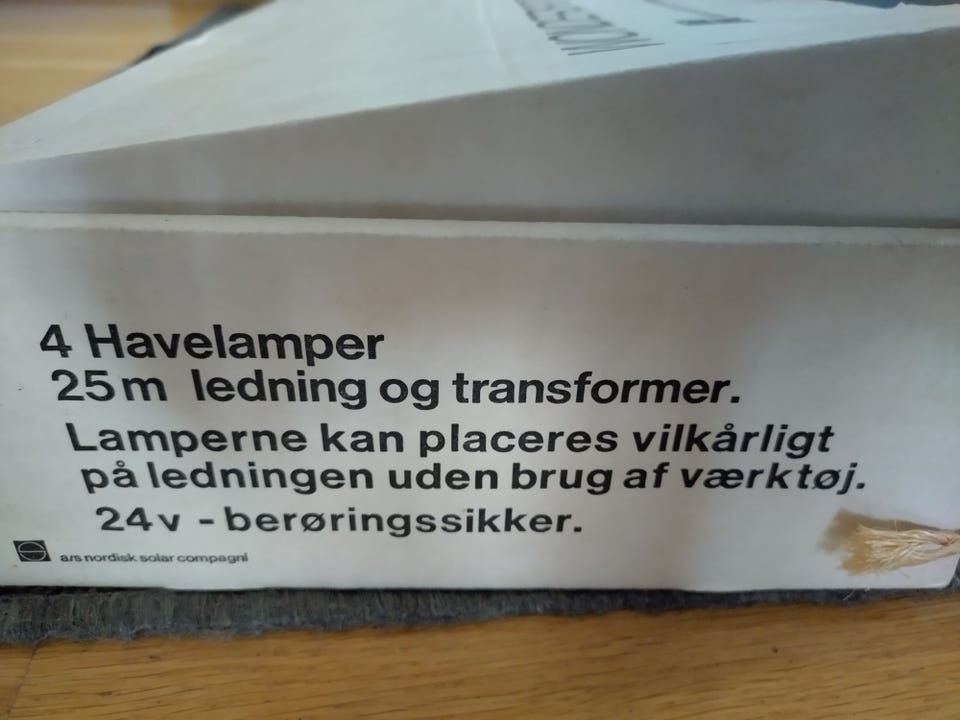 4 Havelamper
25m ledning og transformer.
Lamperne kan placeres vilkårligt
på ledningen uden brug af værktøj.
24v - berøringssikker.
a/s nordisk solar compagni